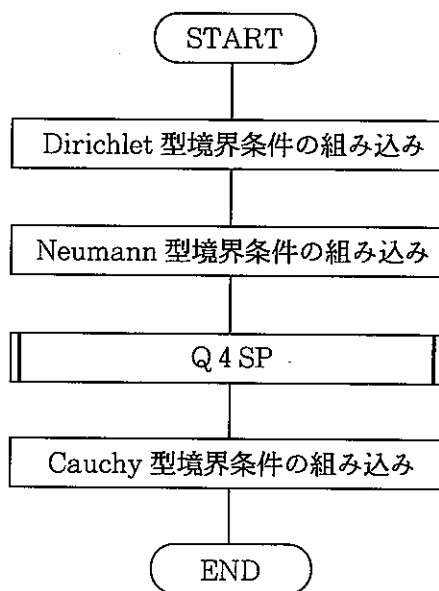 START
Dirichlet 型境界条件の組み込み
Neumann 型境界条件の組み込み
Q 4 SP
Cauchy 型境界条件の組み込み
END